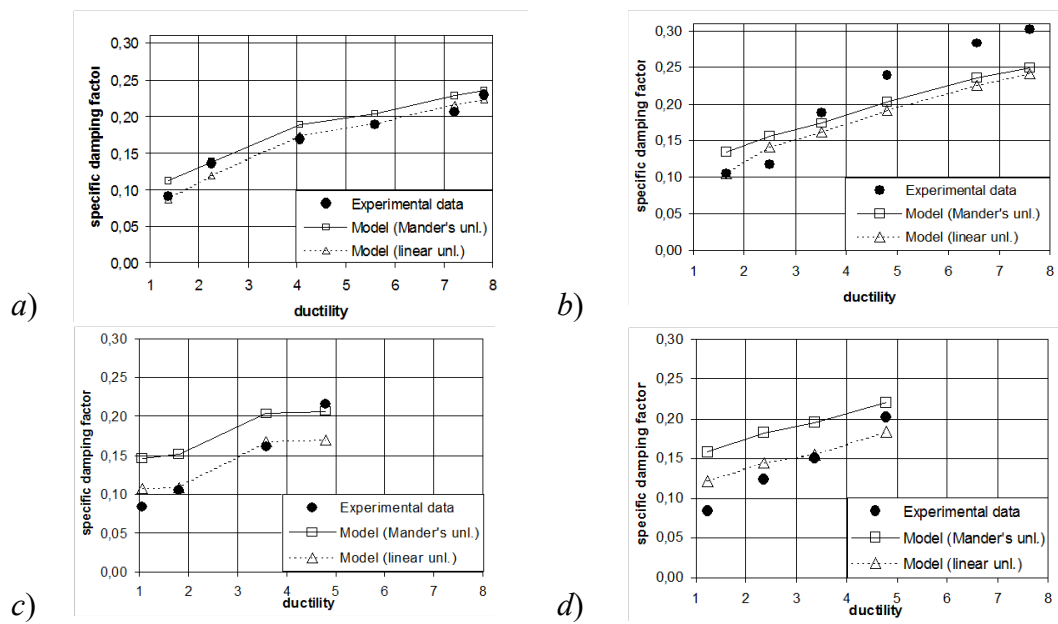 specific damping factor
0,30
0,25
0,20
0,15
0,10
0,05
0,00
Experimental data
Model (Mander's unl.)
Model (linear unl.)
1 2 3 4 5 6 7 8
ductility
a)
specific damping factor
0,30
0,25
0,20
0,15
0,10
0,05
0,00
Experimental data
Model (Mander's unl.)
Model (linear unl.)
1 2 3 4 5 6 7 8
ductility
b)
specific damping factor
0,30
0,25
0,20
0,15
0,10
0,05
0,00
Experimental data
Model (Mander's unl.)
Model (linear unl.)
1 2 3 4 5 6 7 8
ductility
c)
specific damping factor
0,30
0,25
0,20
0,15
0,10
0,05
0,00
Experimental data
Model (Mander's unl.)
Model (linear unl.)
1 2 3 4 5 6 7 8
ductility
d)